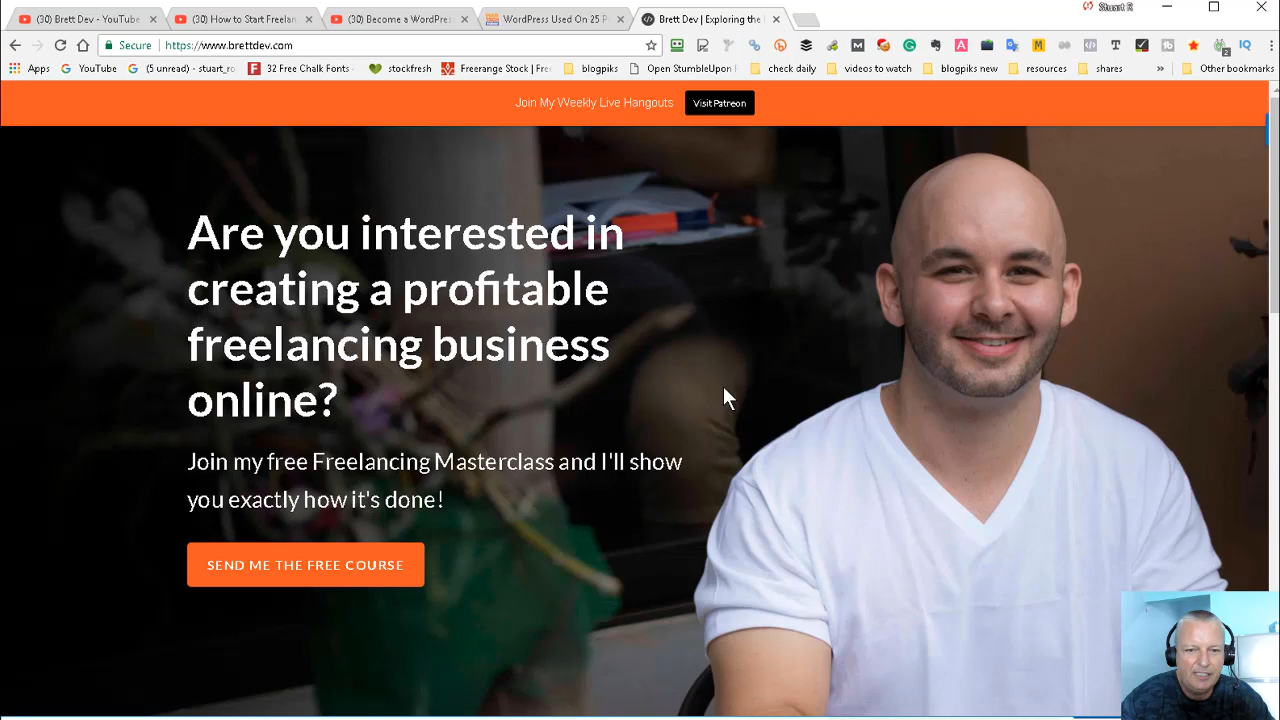 (30) Brett Dev - YouTube
(30) How to Start Freelan
(30) Become a WordPres
WordPress Used On 25 P
Brett Dev | Exploring the
Stuart R
Secure
https://www.brettdev.com
Apps
YouTube
(5 unread) - stuart_ro
32 Free Chalk Fonts -
stockfresh
Freerange Stock | Fre
blogpiks
Open StumbleUpon
check daily
videos to watch
blogpiks new
resources
shares
»
Other bookmarks
Join My Weekly Live Hangouts
Visit Patreon
Are you interested in
creating a profitable
freelancing business
online?
Join my free Freelancing Masterclass and I'll show
you exactly how it's done!
SEND ME THE FREE COURSE